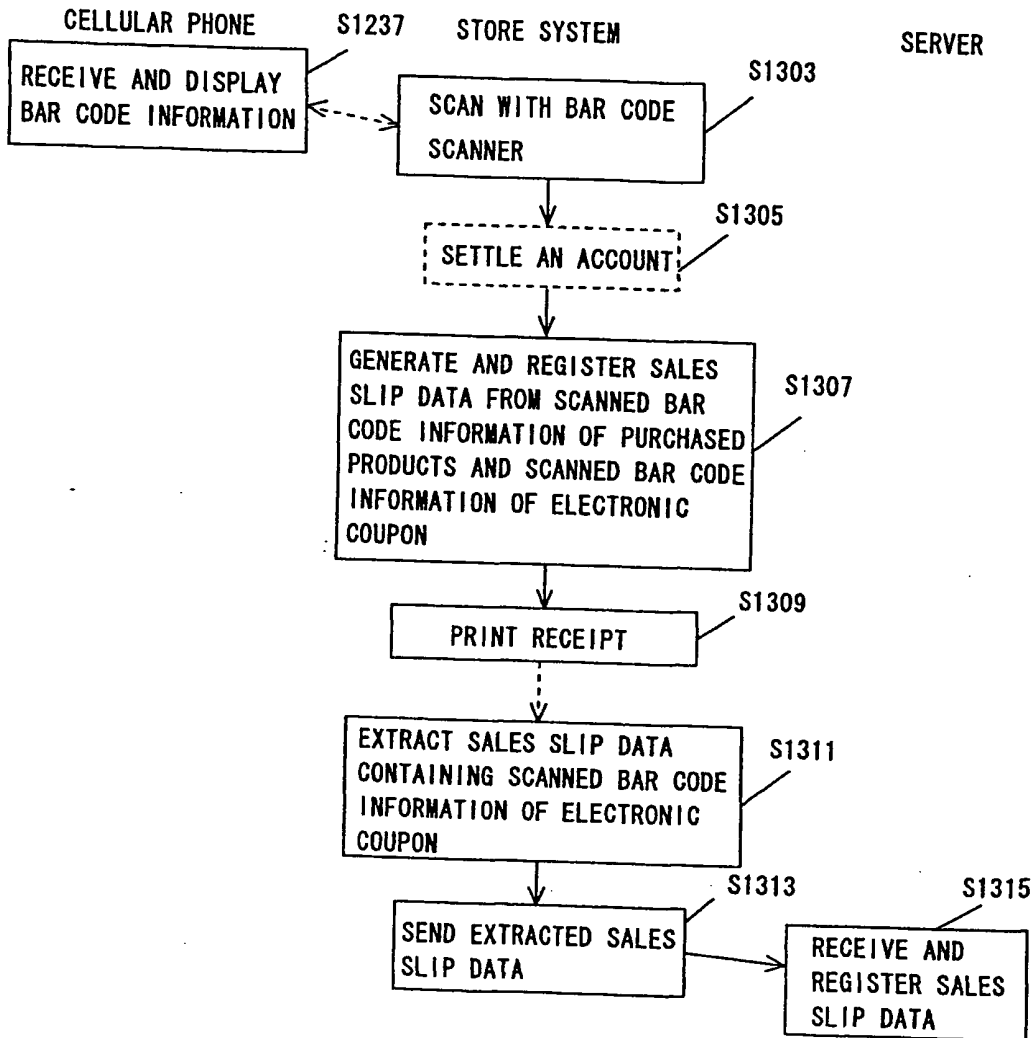 CELLULAR PHONE
S1237
STORE SYSTEM
SERVER
RECEIVE AND DISPLAY
BAR CODE INFORMATION
S1303
SCAN WITH BAR CODE
SCANNER
S1305
SETTLE AN ACCOUNT
GENERATE AND REGISTER SALES
SLIP DATA FROM SCANNED BAR
CODE INFORMATION OF PURCHASED
PRODUCTS AND SCANNED BAR CODE
INFORMATION OF ELECTRONIC
COUPON
S1307
S1309
PRINT RECEIPT
EXTRACT SALES SLIP DATA
CONTAINING SCANNED BAR CODE
INFORMATION OF ELECTRONIC
COUPON
S1311
S1313
SEND EXTRACTED SALES
SLIP DATA
S1315
RECEIVE AND
REGISTER SALES
SLIP DATA